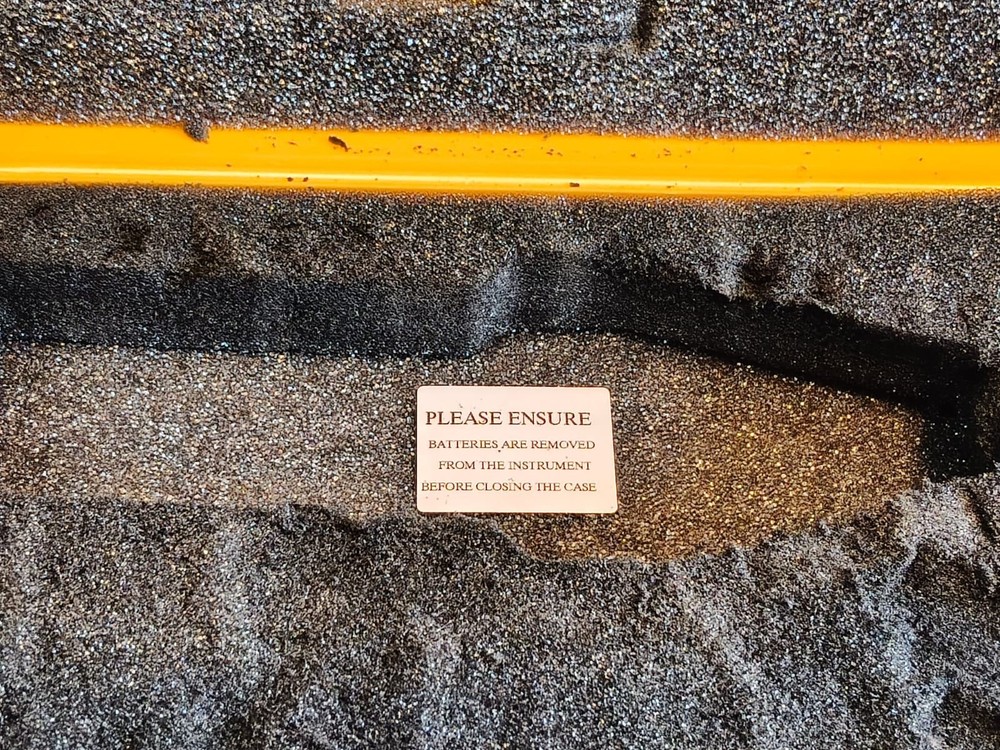 PLEASE ENSURE
BATTERIES ARE REMOVED
FROM THE INSTRUMENT
BEFORE CLOSING THE CASE